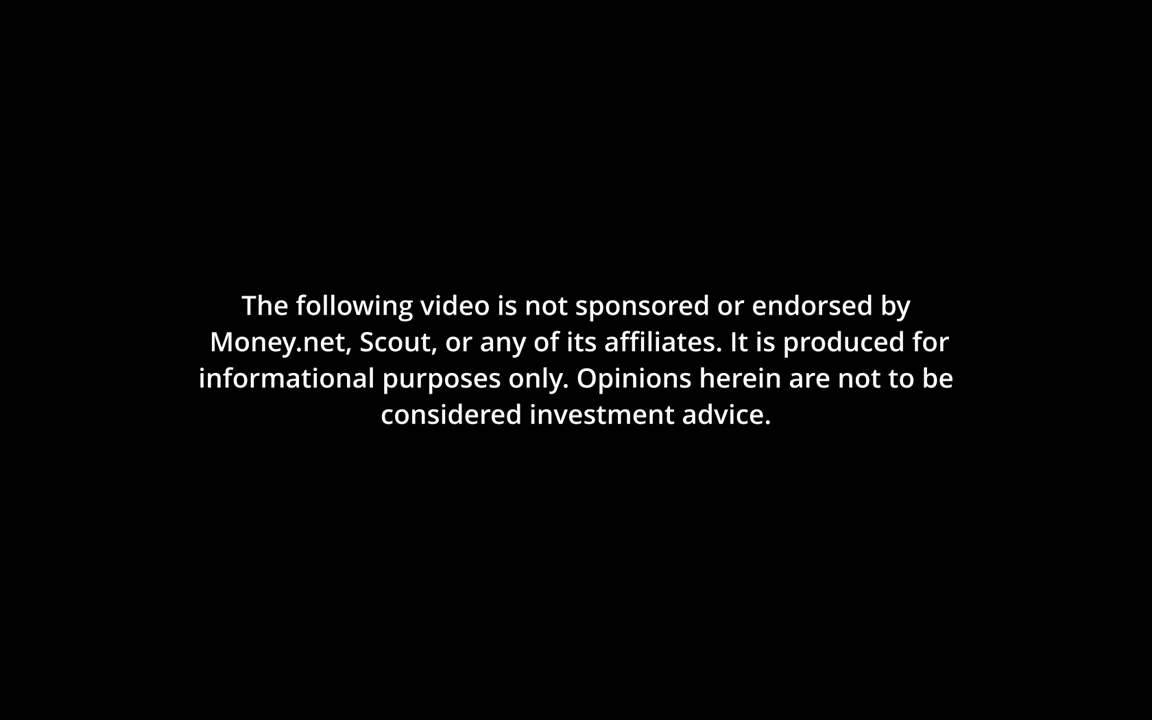 The following video is not sponsored or endorsed by
Money.net, Scout, or any of its affiliates. It is produced for
informational purposes only. Opinions herein are not to be
considered investment advice.